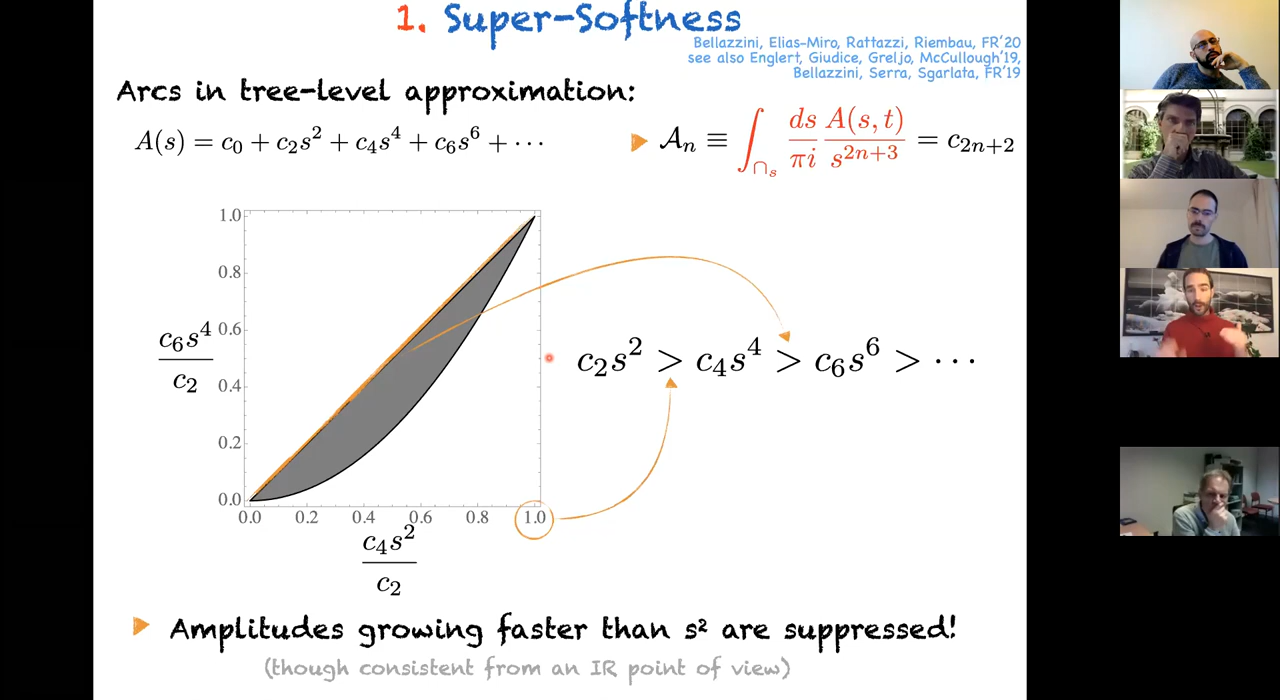 1. Super-Softness
Bellazzini, Elias-Miro, Rattazzi, Riembau, FR'20
see also Englert, Giudice, Greljo, McCullough'19,
Bellazzini, Serra, Sgarlata, FR'19
Arcs in tree-level approximation:
A(s) = c₀ + c₂s² + c₄s⁴ + c₆s⁶ + ⋯
𝒜ₙ ≡ ∫_∩ₛ ds/πi A(s,t)/s²ⁿ⁺³ = c₂ₙ₊₂
1.0
0.8
0.6
0.4
0.2
0.0
c₆s⁴/c₂
0.0 0.2 0.4 0.6 0.8 1.0
c₄s²/c₂
c₂s² > c₄s⁴ > c₆s⁶ > ⋯
Amplitudes growing faster than s² are suppressed!
(though consistent from an IR point of view)